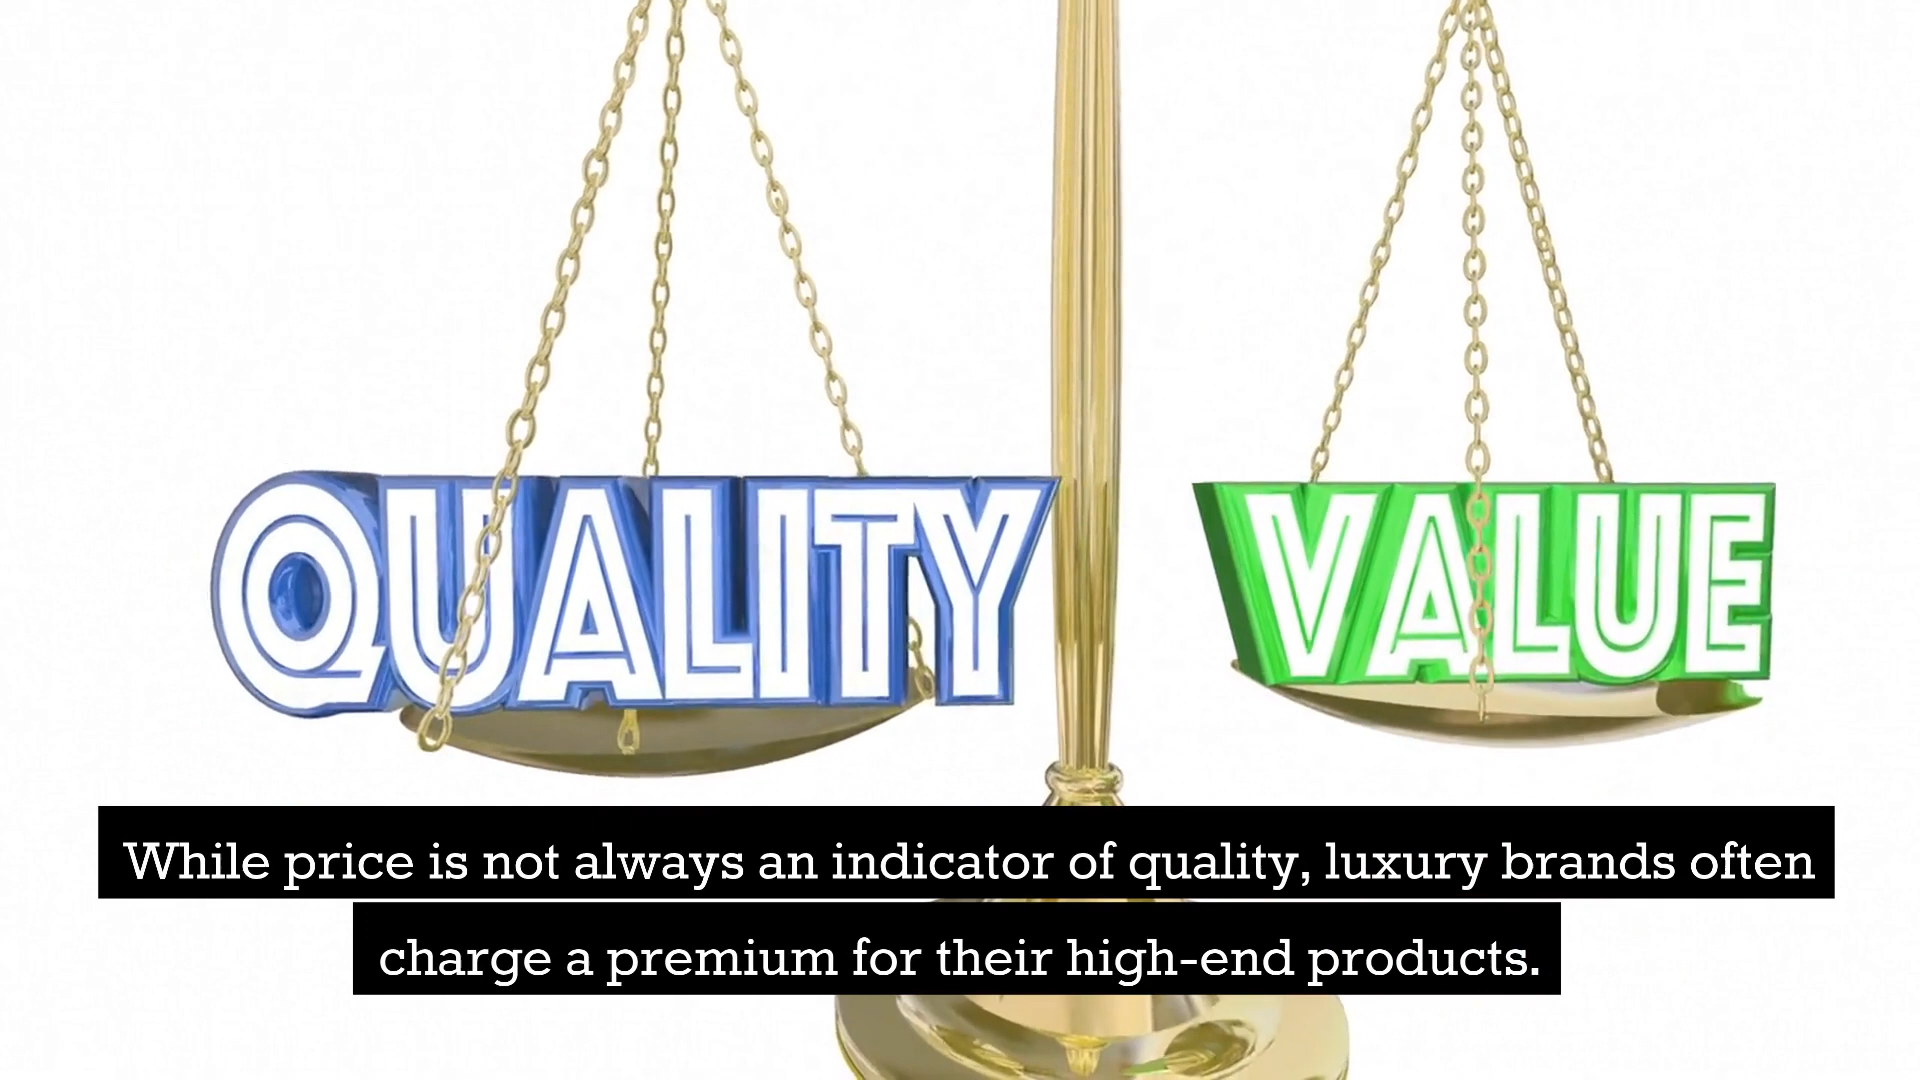 QUALITY
VALUE
While price is not always an indicator of quality, luxury brands often
charge a premium for their high-end products.